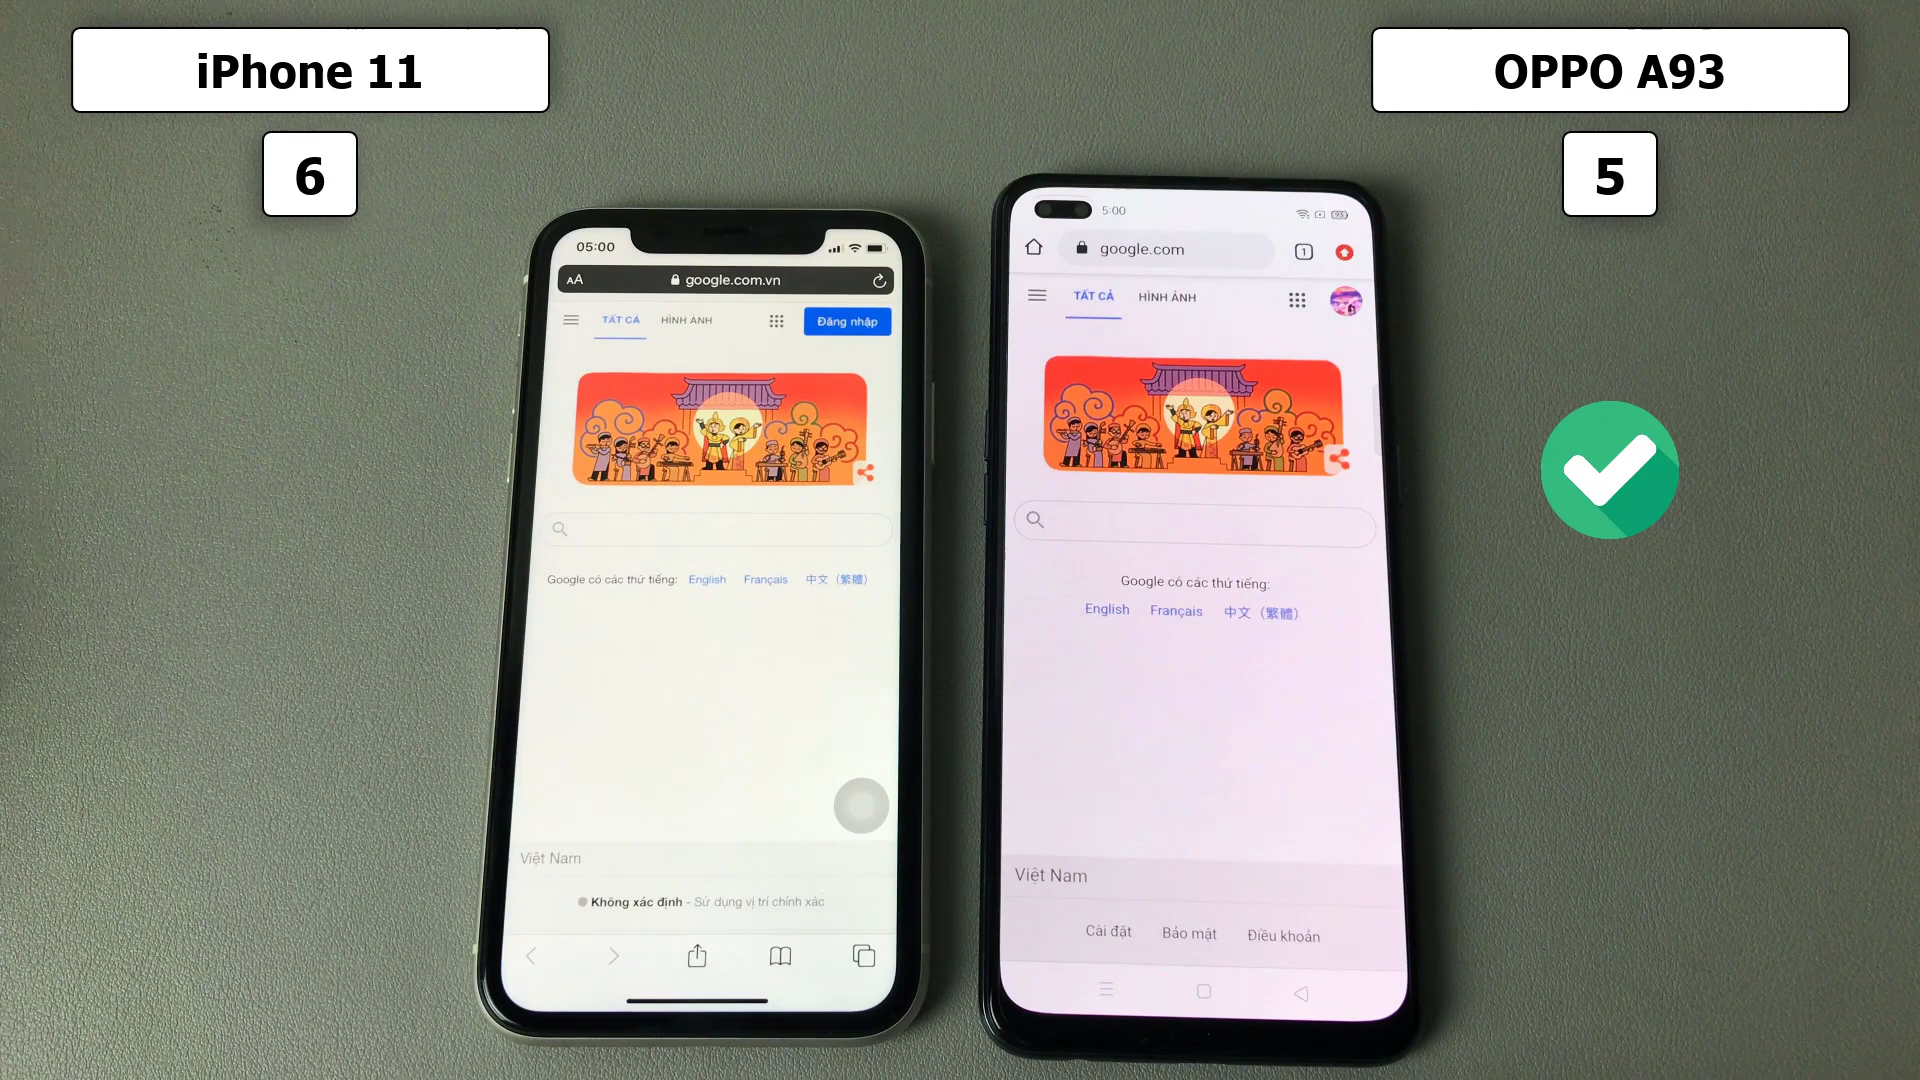 iPhone 11
6
OPPO A93
5
05:00
AA google.com.vn
TẤT CẢ HÌNH ẢNH Đăng nhập
Google có các thứ tiếng: English Français 中文（繁體）
Việt Nam
Không xác định - Sử dụng vị trí chính xác
5:00 93
google.com 1
TẤT CẢ HÌNH ẢNH
Google có các thứ tiếng:
English Français 中文（繁體）
Việt Nam
Cài đặt Bảo mật Điều khoản